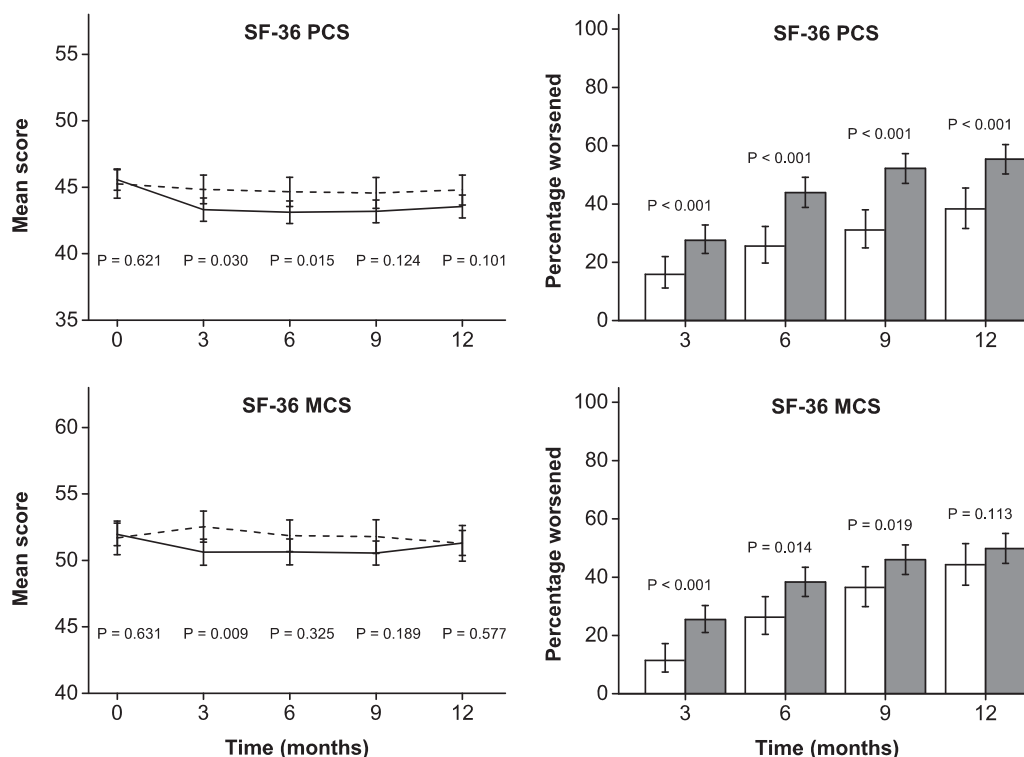 SF-36 PCS
Mean score
55
50
45
40
35
P = 0.621 P = 0.030 P = 0.015 P = 0.124 P = 0.101
0 3 6 9 12
SF-36 PCS
Percentage worsened
100
80
60
40
20
0
P < 0.001
P < 0.001
P < 0.001
P < 0.001
3 6 9 12
SF-36 MCS
Mean score
60
55
50
45
40
P = 0.631 P = 0.009 P = 0.325 P = 0.189 P = 0.577
0 3 6 9 12
Time (months)
SF-36 MCS
Percentage worsened
100
80
60
40
20
0
P < 0.001
P = 0.014
P = 0.019
P = 0.113
3 6 9 12
Time (months)